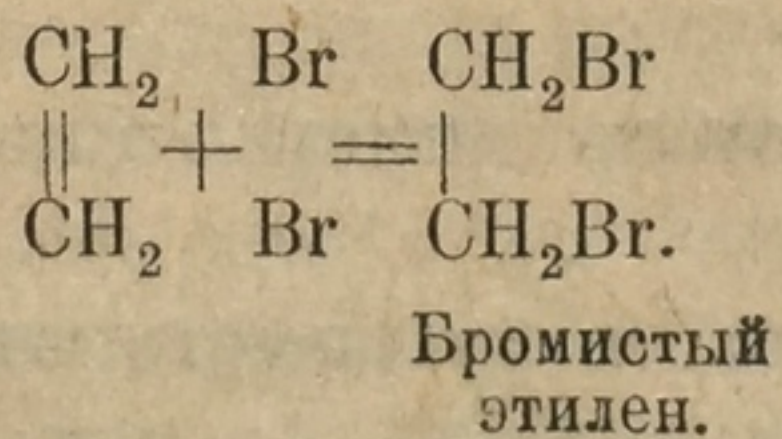 CH₂ Br CH₂Br
‖ + = |
CH₂ Br CH₂Br.
Бромистый
этилен.